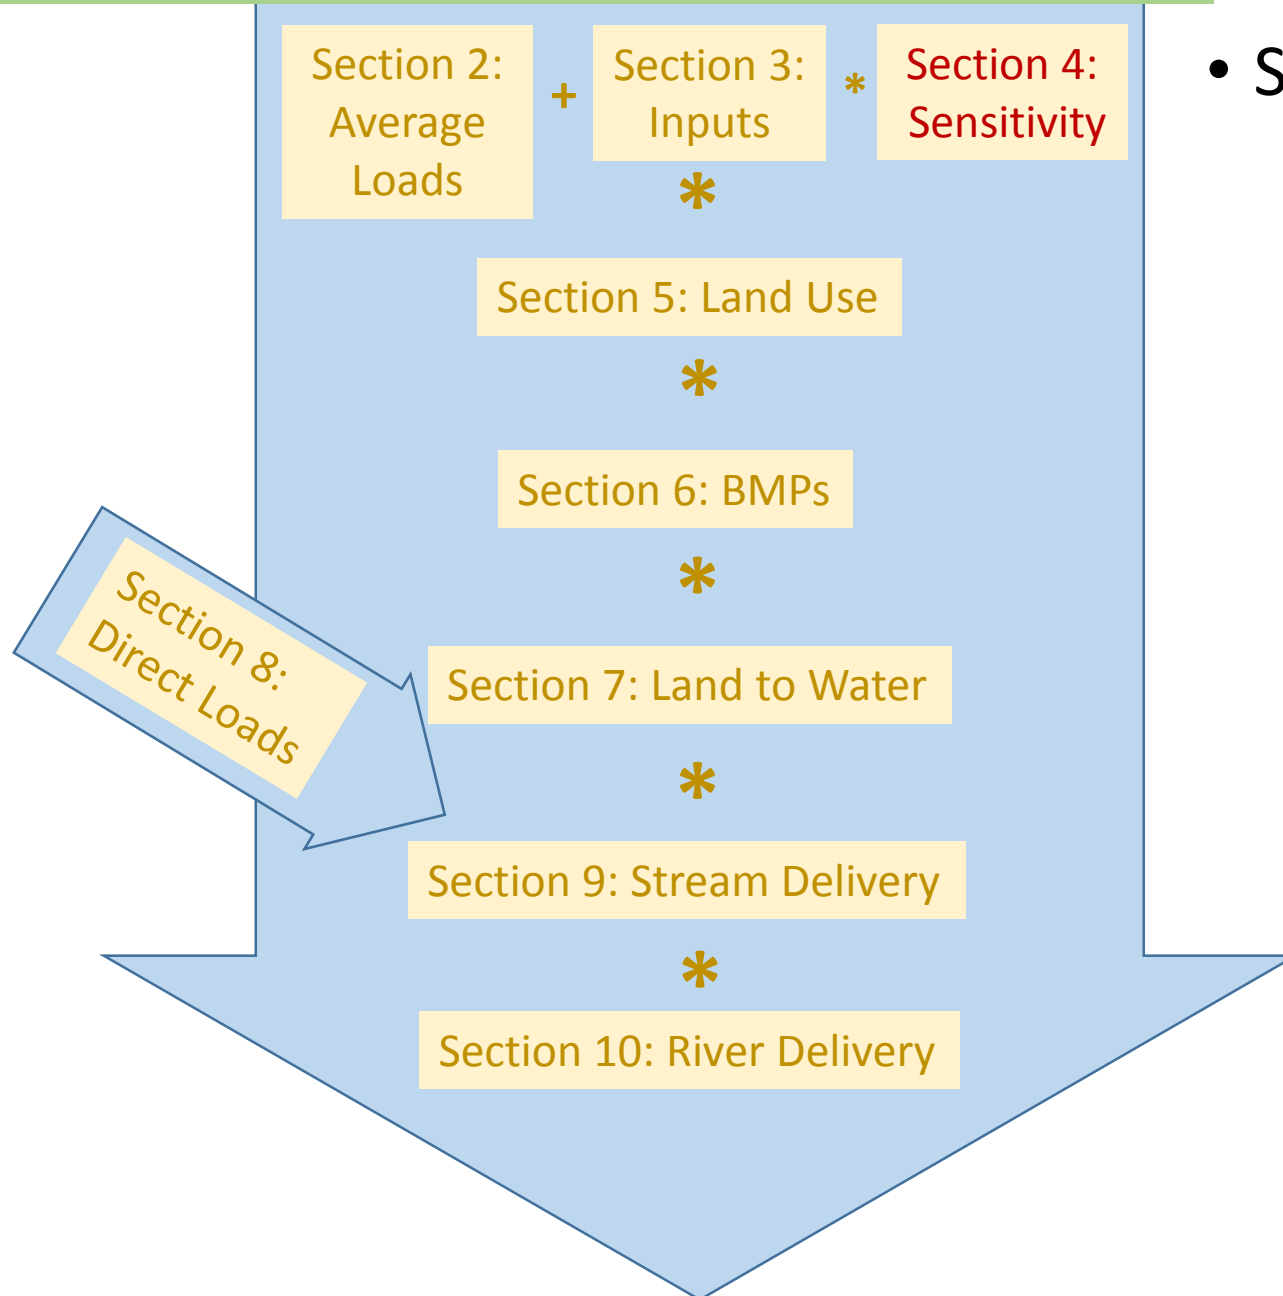 Section 2:
Average
Loads
+
Section 3:
Inputs
*
Section 4:
Sensitivity
• S
*
Section 5: Land Use
*
Section 6: BMPs
*
Section 8:
Direct Loads
Section 7: Land to Water
*
Section 9: Stream Delivery
*
Section 10: River Delivery